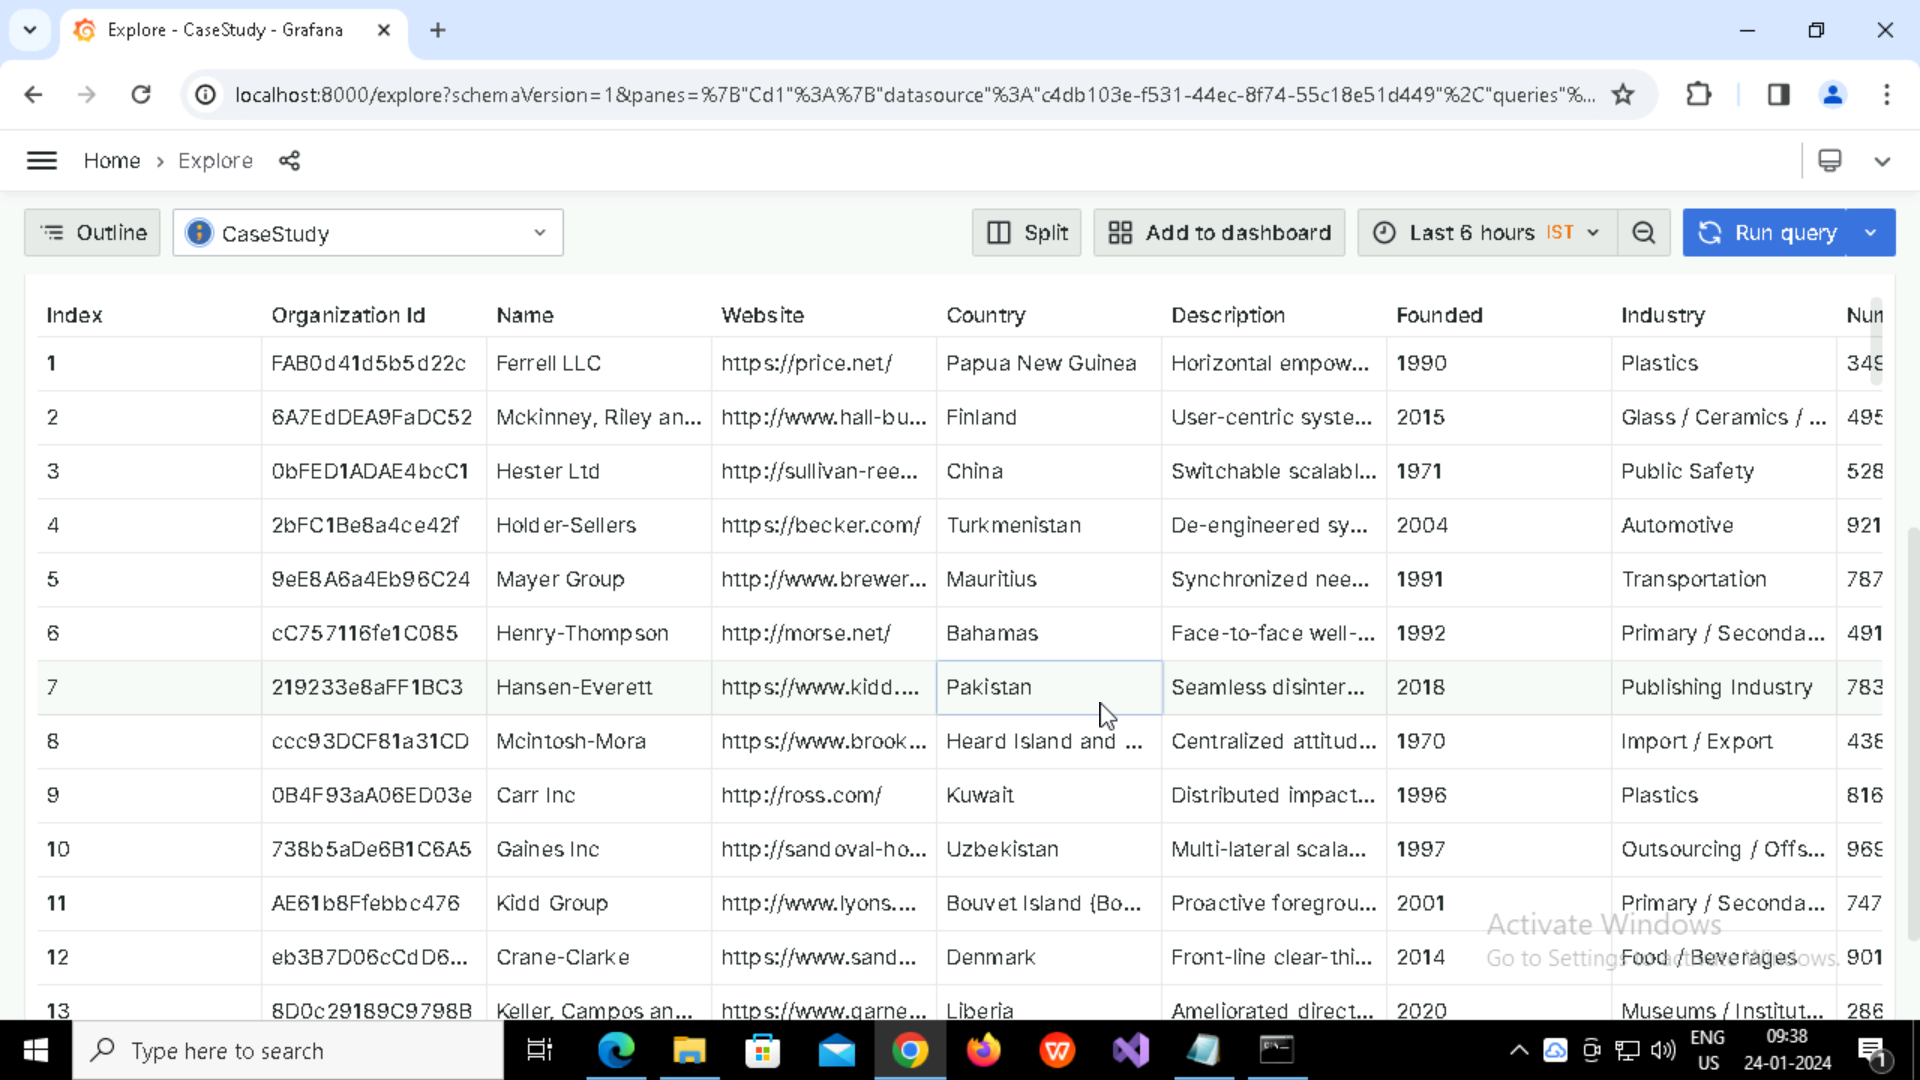 Explore - CaseStudy - Grafana
localhost:8000/explore?schemaVersion=1&panes=%7B"Cd1"%3A%7B"datasource"%3A"c4db103e-f531-44ec-8f74-55c18e51d449"%2C"queries"%...
Home › Explore
Outline CaseStudy Split Add to dashboard Last 6 hours IST Run query
Index Organization Id Name Website Country Description Founded Industry
1 FAB0d41d5b5d22c Ferrell LLC https://price.net/ Papua New Guinea Horizontal empow... 1990 Plastics 349
2 6A7EdDEA9FaDC52 Mckinney, Riley an... http://www.hall-bu... Finland User-centric syste... 2015 Glass / Ceramics / ... 495
3 0bFED1ADAE4bcC1 Hester Ltd http://sullivan-ree... China Switchable scalabl... 1971 Public Safety 528
4 2bFC1Be8a4ce42f Holder-Sellers https://becker.com/ Turkmenistan De-engineered sy... 2004 Automotive 921
5 9eE8A6a4Eb96C24 Mayer Group http://www.brewer... Mauritius Synchronized nee... 1991 Transportation 787
6 cC757116fe1C085 Henry-Thompson http://morse.net/ Bahamas Face-to-face well-... 1992 Primary / Seconda... 491
7 219233e8aFF1BC3 Hansen-Everett https://www.kidd.... Pakistan Seamless disinter... 2018 Publishing Industry 783
8 ccc93DCF81a31CD Mcintosh-Mora https://www.brook... Heard Island and ... Centralized attitud... 1970 Import / Export 438
9 0B4F93aA06ED03e Carr Inc http://ross.com/ Kuwait Distributed impact... 1996 Plastics 816
10 738b5aDe6B1C6A5 Gaines Inc http://sandoval-ho... Uzbekistan Multi-lateral scala... 1997 Outsourcing / Offs... 969
11 AE61b8Ffebbc476 Kidd Group http://www.lyons.... Bouvet Island (Bo... Proactive foregrou... 2001 Primary / Seconda... 747
12 eb3B7D06cCdD6... Crane-Clarke https://www.sand... Denmark Front-line clear-thi... 2014 Food / Beverages 901
13 8D0c29189C9798B Keller, Campos an... https://www.garne... Liberia Ameliorated direct... 2020 Museums / Institut... 286
Activate Windows
Go to Settings to activate Windows.
Type here to search
ENG
US
09:38
24-01-2024
1